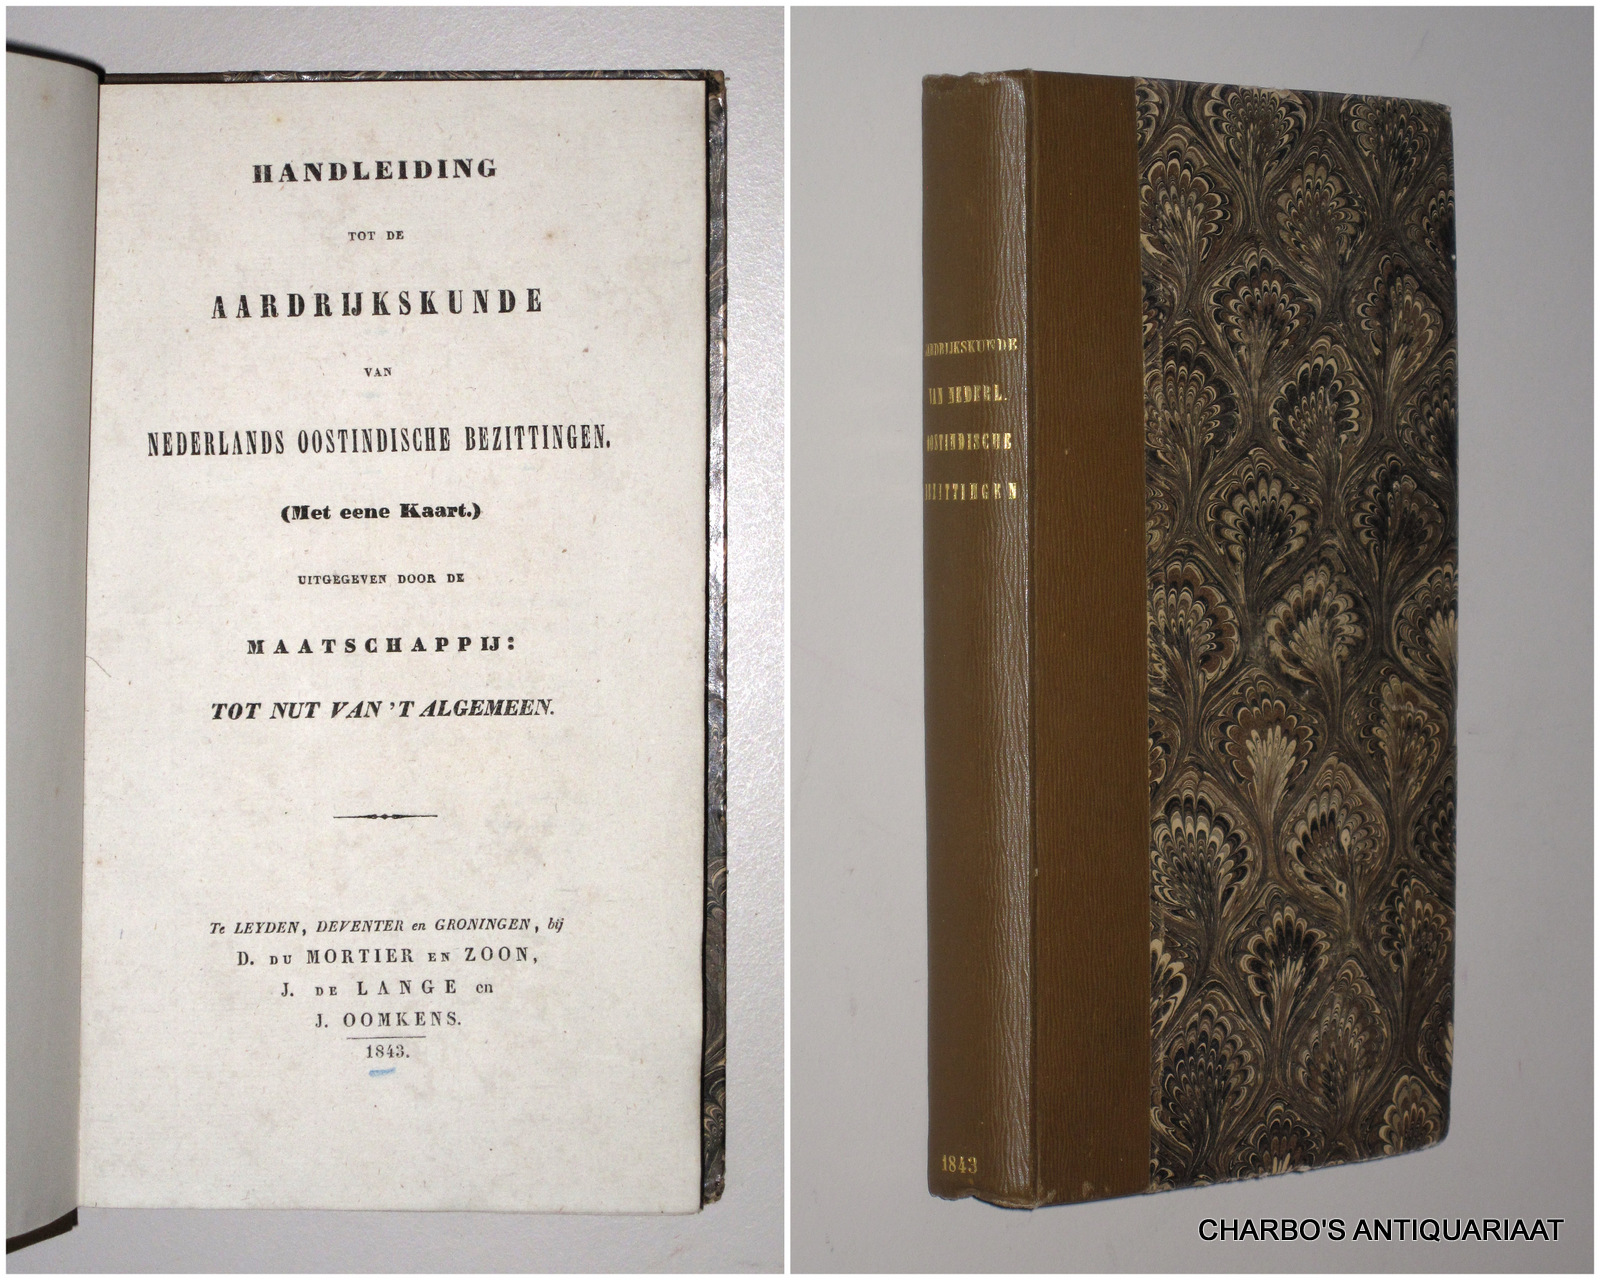 HANDLEIDING
TOT DE
AARDRIJKSKUNDE
VAN
NEDERLANDS OOSTINDISCHE BEZITTINGEN.
(Met eene Kaart.)
UITGEGEVEN DOOR DE
MAATSCHAPPIJ:
TOT NUT VAN 'T ALGEMEEN.
Te LEYDEN, DEVENTER en GRONINGEN, bij
D. DU MORTIER EN ZOON,
J. DE LANGE en
J. OOMKENS.
1843.
AARDRIJKSKUNDE
VAN NEDERL.
OOSTINDISCHE
BEZITTINGEN
1843
CHARBO'S ANTIQUARIAAT